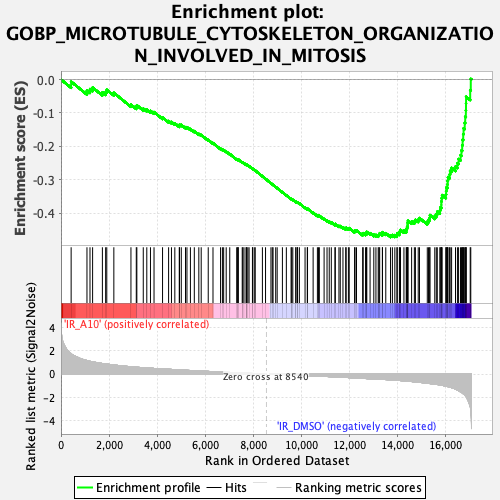 Enrichment plot:
GOBP_MICROTUBULE_CYTOSKELETON_ORGANIZATIO
N_INVOLVED_IN_MITOSIS
Enrichment score (ES)
0.0
-0.1
-0.2
-0.3
-0.4
Ranked list metric (Signal2Noise)
'IR_A10' (positively correlated)
4
2
0
-2
-4
Zero cross at 8540
'IR_DMSO' (negatively correlated)
0
2,000
4,000
6,000
8,000
10,000
12,000
14,000
16,000
Rank in Ordered Dataset
Enrichment profile
Hits
Ranking metric scores